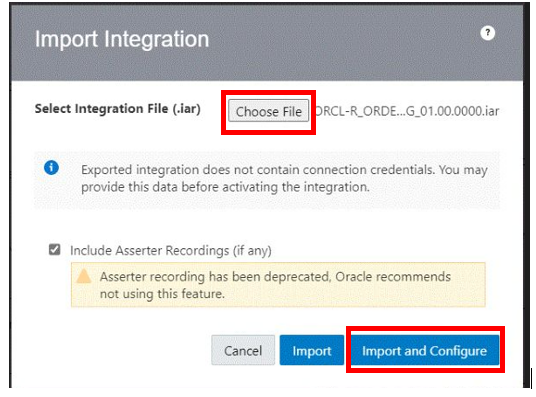 Import Integration
?
Select Integration File (.iar) Choose File ORCL-R_ORDE...G_01.00.0000.iar
i
Exported integration does not contain connection credentials. You may
provide this data before activating the integration.
Include Asserter Recordings (if any)
Asserter recording has been deprecated, Oracle recommends
not using this feature.
Cancel Import Import and Configure